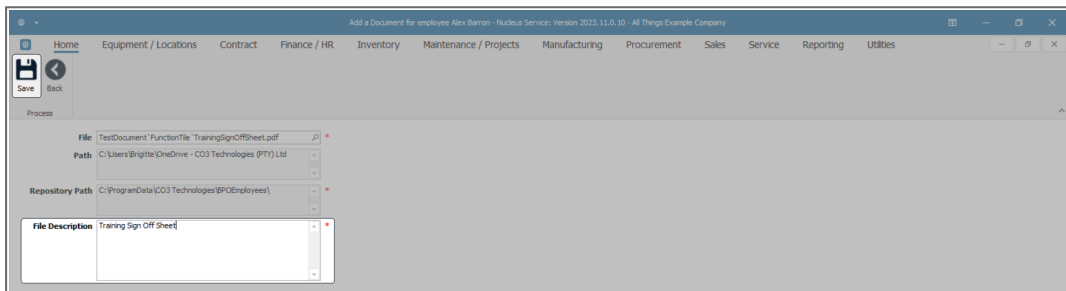 Add a Document for employee Alex Barron - Nucleus Service: Version 2023.11.0.10 - All Things Example Company
Home Equipment / Locations Contract Finance / HR Inventory Maintenance / Projects Manufacturing Procurement Sales Service Reporting Utilities
Save Back
Process
File TestDocument`FunctionTile`TrainingSignOffSheet.pdf *
Path C:\Users\Brigitte\OneDrive - CO3 Technologies (PTY) Ltd
Repository Path C:\ProgramData\CO3 Technologies\BPOEmployees\ *
File Description Training Sign Off Sheet *